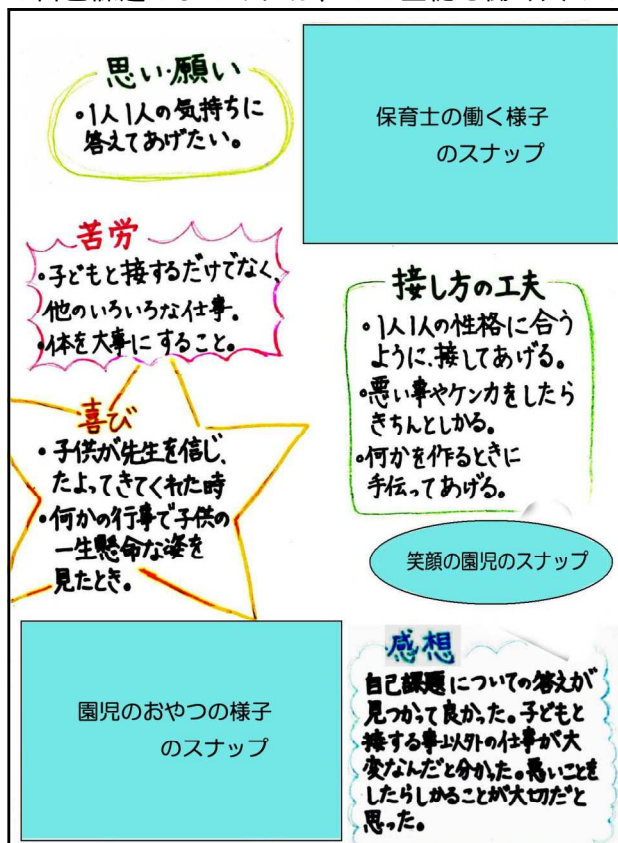 思い・願い
・1人1人の気持ちに
答えてあげたい。
保育士の働く様子
のスナップ
苦労
・子どもと接するだけでなく、
他のいろいろな仕事。
・体を大事にすること。
接し方の工夫
・1人1人の性格に合う
ように、接してあげる。
・悪い事やケンカをしたら
きちんとしかる。
・何かを作るときに
手伝ってあげる。
喜び
・子供が先生を信じ、
たよってきてくれた時
・何かの行事で子供の
一生懸命な姿を
見たとき。
笑顔の園児のスナップ
園児のおやつの様子
のスナップ
感想
自己課題についての答えが
見つかって良かった。子どもと
接する事以外の仕事が大
変なんだと分かった。悪いことを
したらしかることが大切だと
思った。